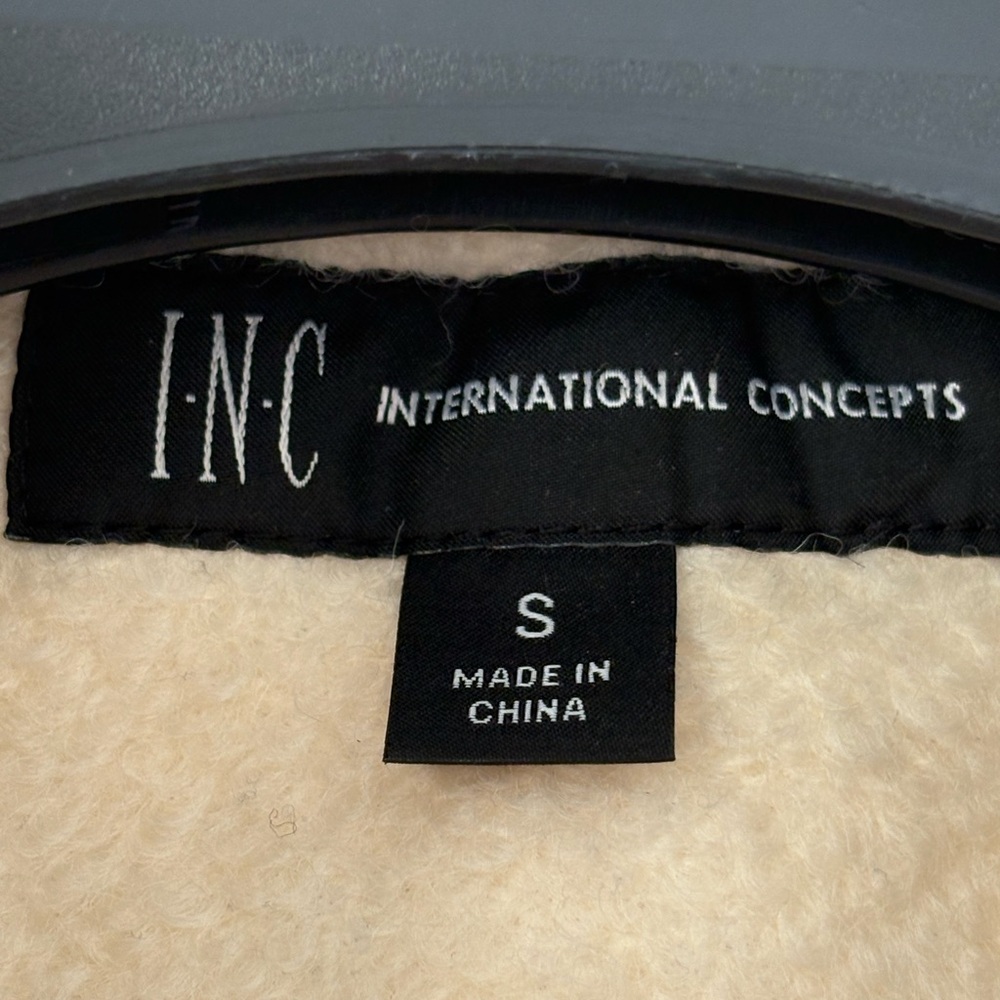 I·N·C INTERNATIONAL CONCEPTS
S
MADE IN
CHINA